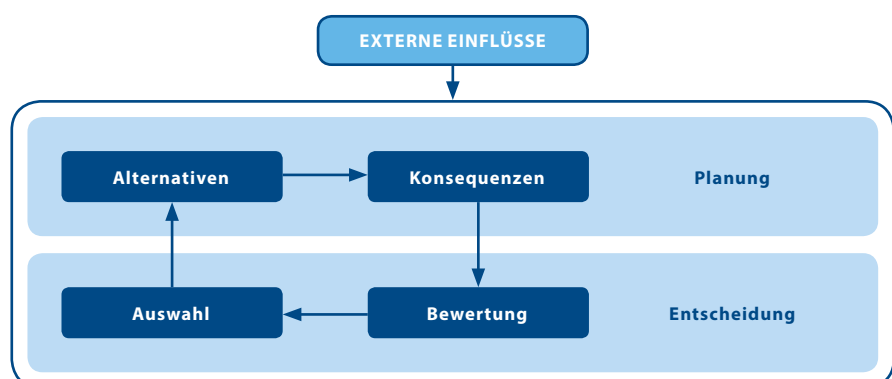 EXTERNE EINFLÜSSE
Alternativen
Konsequenzen
Planung
Auswahl
Bewertung
Entscheidung